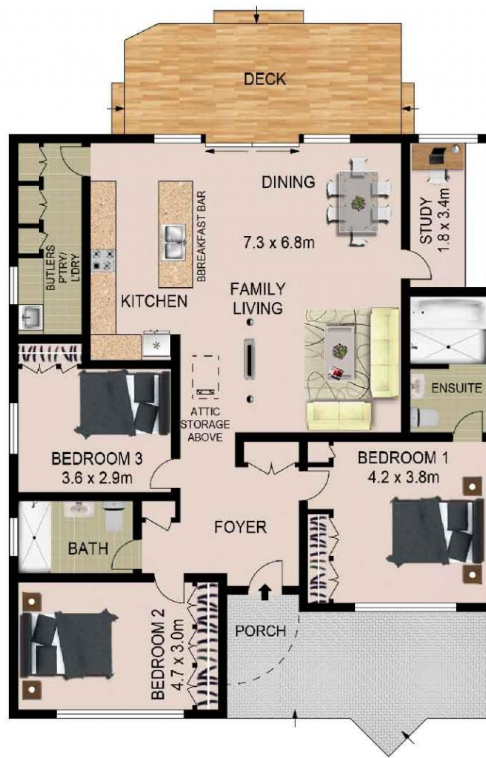 DECK
DINING
7.3 x 6.8m
STUDY
1.8 x 3.4m
BUTLERS
P'TRY/
L'DRY
BBREAKFAST BAR
KITCHEN
FAMILY
LIVING
ATTIC
STORAGE
ABOVE
ENSUITE
BEDROOM 3
3.6 x 2.9m
BEDROOM 1
4.2 x 3.8m
BATH
FOYER
BEDROOM 2
4.7 x 3.0m
PORCH